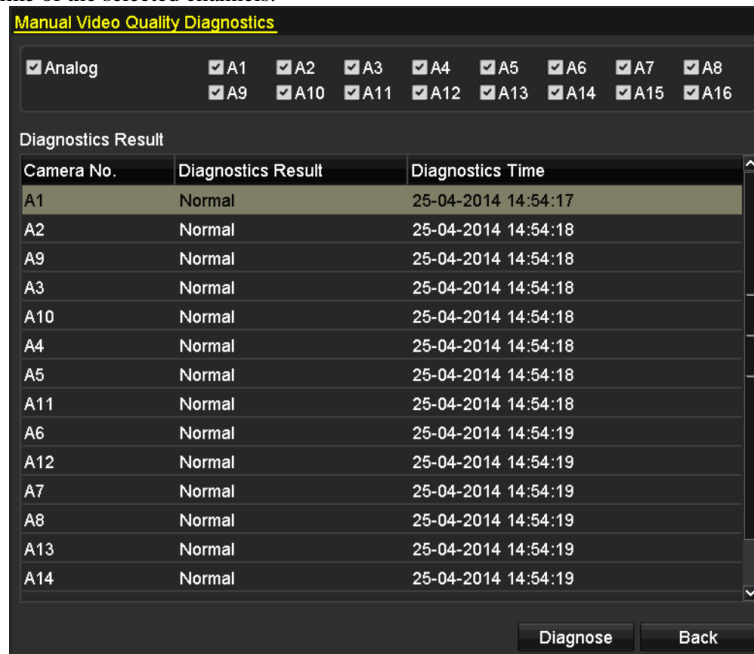 Manual Video Quality Diagnostics
Analog A1 A2 A3 A4 A5 A6 A7 A8
A9 A10 A11 A12 A13 A14 A15 A16
Diagnostics Result
Camera No. Diagnostics Result Diagnostics Time
A1 Normal 25-04-2014 14:54:17
A2 Normal 25-04-2014 14:54:18
A9 Normal 25-04-2014 14:54:18
A3 Normal 25-04-2014 14:54:18
A10 Normal 25-04-2014 14:54:18
A4 Normal 25-04-2014 14:54:18
A5 Normal 25-04-2014 14:54:18
A11 Normal 25-04-2014 14:54:18
A6 Normal 25-04-2014 14:54:19
A12 Normal 25-04-2014 14:54:19
A7 Normal 25-04-2014 14:54:19
A8 Normal 25-04-2014 14:54:19
A13 Normal 25-04-2014 14:54:19
A14 Normal 25-04-2014 14:54:19
Diagnose Back